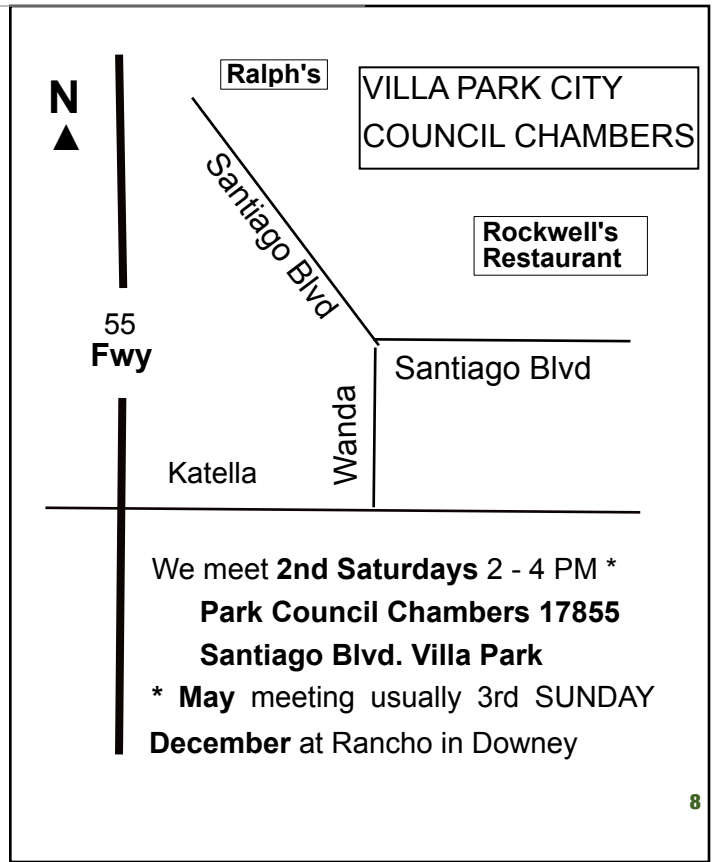 N
▲
Ralph's
VILLA PARK CITY
COUNCIL CHAMBERS
Santiago Blvd
Rockwell's
Restaurant
55
Fwy
Santiago Blvd
Wanda
Katella
We meet 2nd Saturdays 2 - 4 PM *
Park Council Chambers 17855
Santiago Blvd. Villa Park
* May meeting usually 3rd SUNDAY
December at Rancho in Downey
8